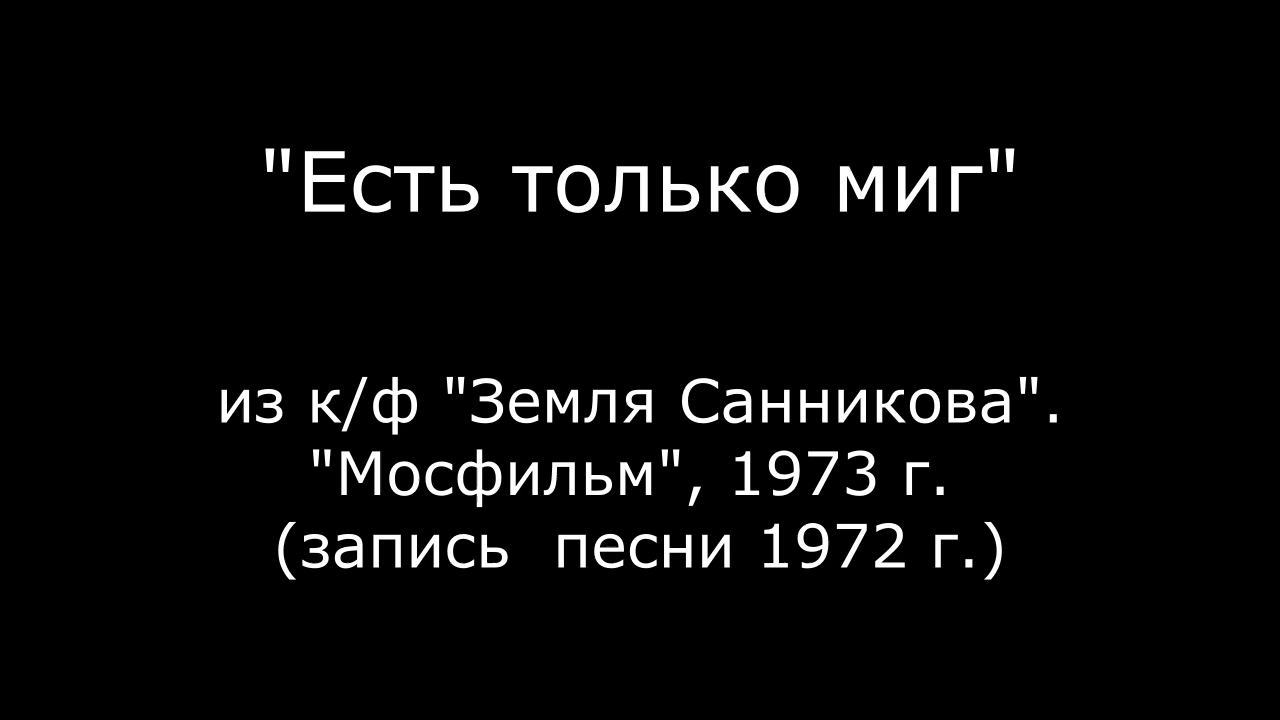 "Есть только миг"
из к/ф "Земля Санникова".
"Мосфильм", 1973 г.
(запись  песни 1972 г.)